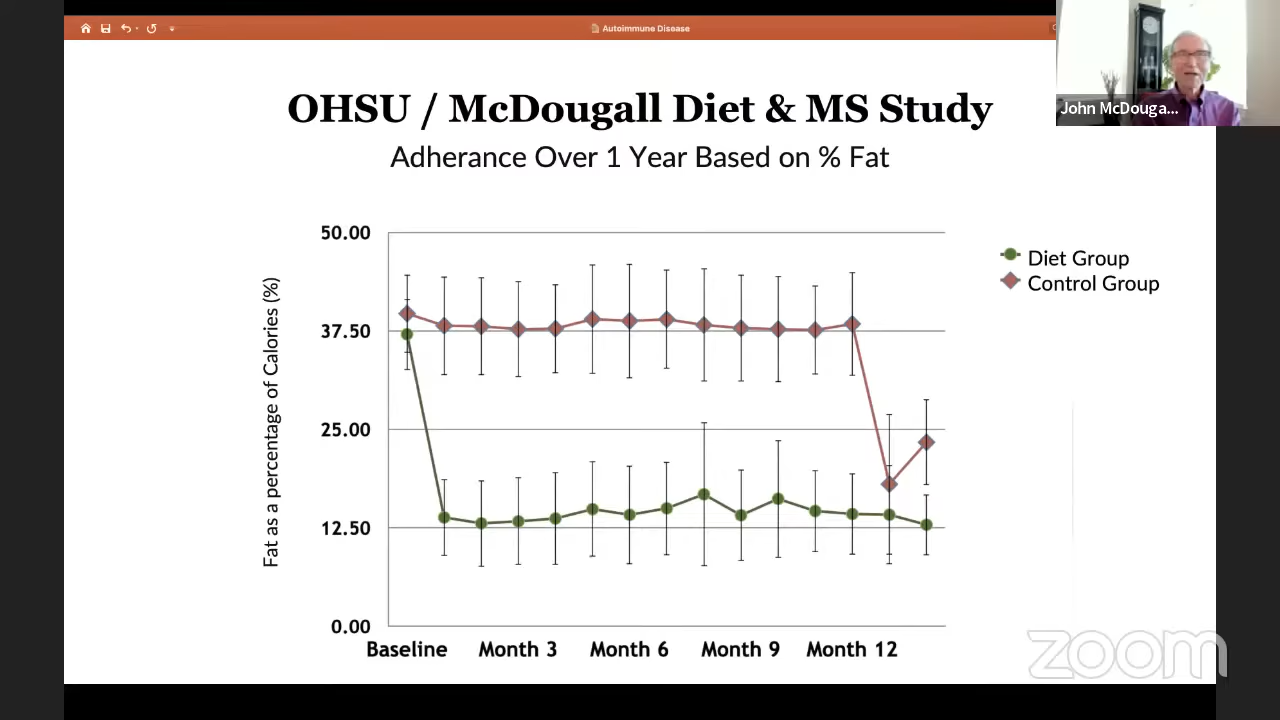 Autoimmune Disease
John McDouga...
OHSU / McDougall Diet & MS Study
Adherance Over 1 Year Based on % Fat
Fat as a percentage of Calories (%)
50.00
37.50
25.00
12.50
0.00
Baseline Month 3 Month 6 Month 9 Month 12
Diet Group
Control Group
zoom